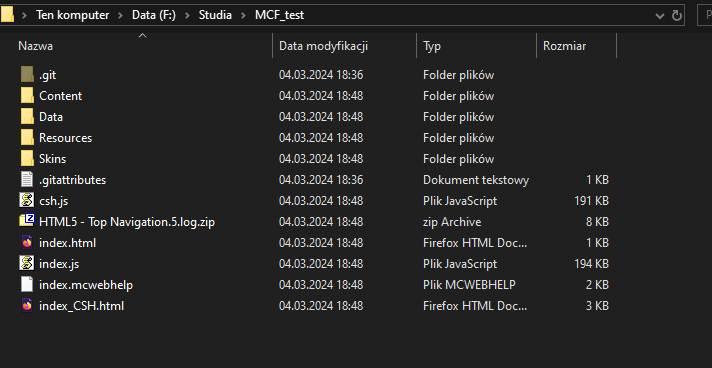 Ten komputer > Data (F:) > Studia > MCF_test
Nazwa Data modyfikacji Typ Rozmiar
.git 04.03.2024 18:36 Folder plików
Content 04.03.2024 18:48 Folder plików
Data 04.03.2024 18:48 Folder plików
Resources 04.03.2024 18:48 Folder plików
Skins 04.03.2024 18:48 Folder plików
.gitattributes 04.03.2024 18:36 Dokument tekstowy 1 KB
csh.js 04.03.2024 18:48 Plik JavaScript 191 KB
HTML5 - Top Navigation.5.log.zip 04.03.2024 18:48 zip Archive 8 KB
index.html 04.03.2024 18:48 Firefox HTML Doc... 1 KB
index.js 04.03.2024 18:48 Plik JavaScript 194 KB
index.mcwebhelp 04.03.2024 18:48 Plik MCWEBHELP 2 KB
index_CSH.html 04.03.2024 18:48 Firefox HTML Doc... 3 KB